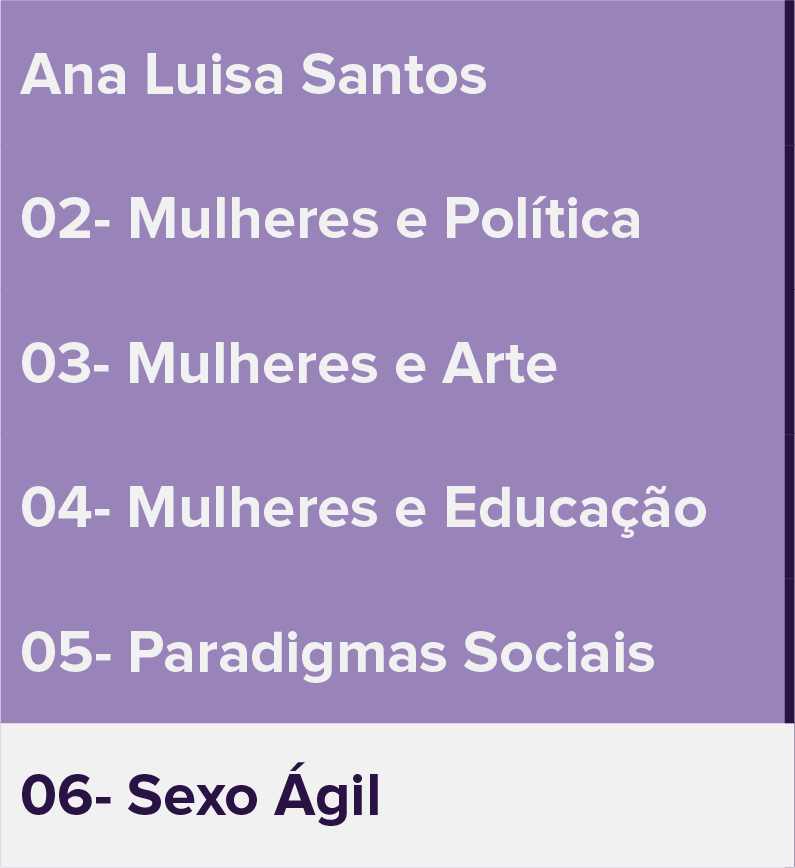 Ana Luisa Santos
02- Mulheres e Política
03- Mulheres e Arte
04- Mulheres e Educação
05- Paradigmas Sociais
06- Sexo Ágil